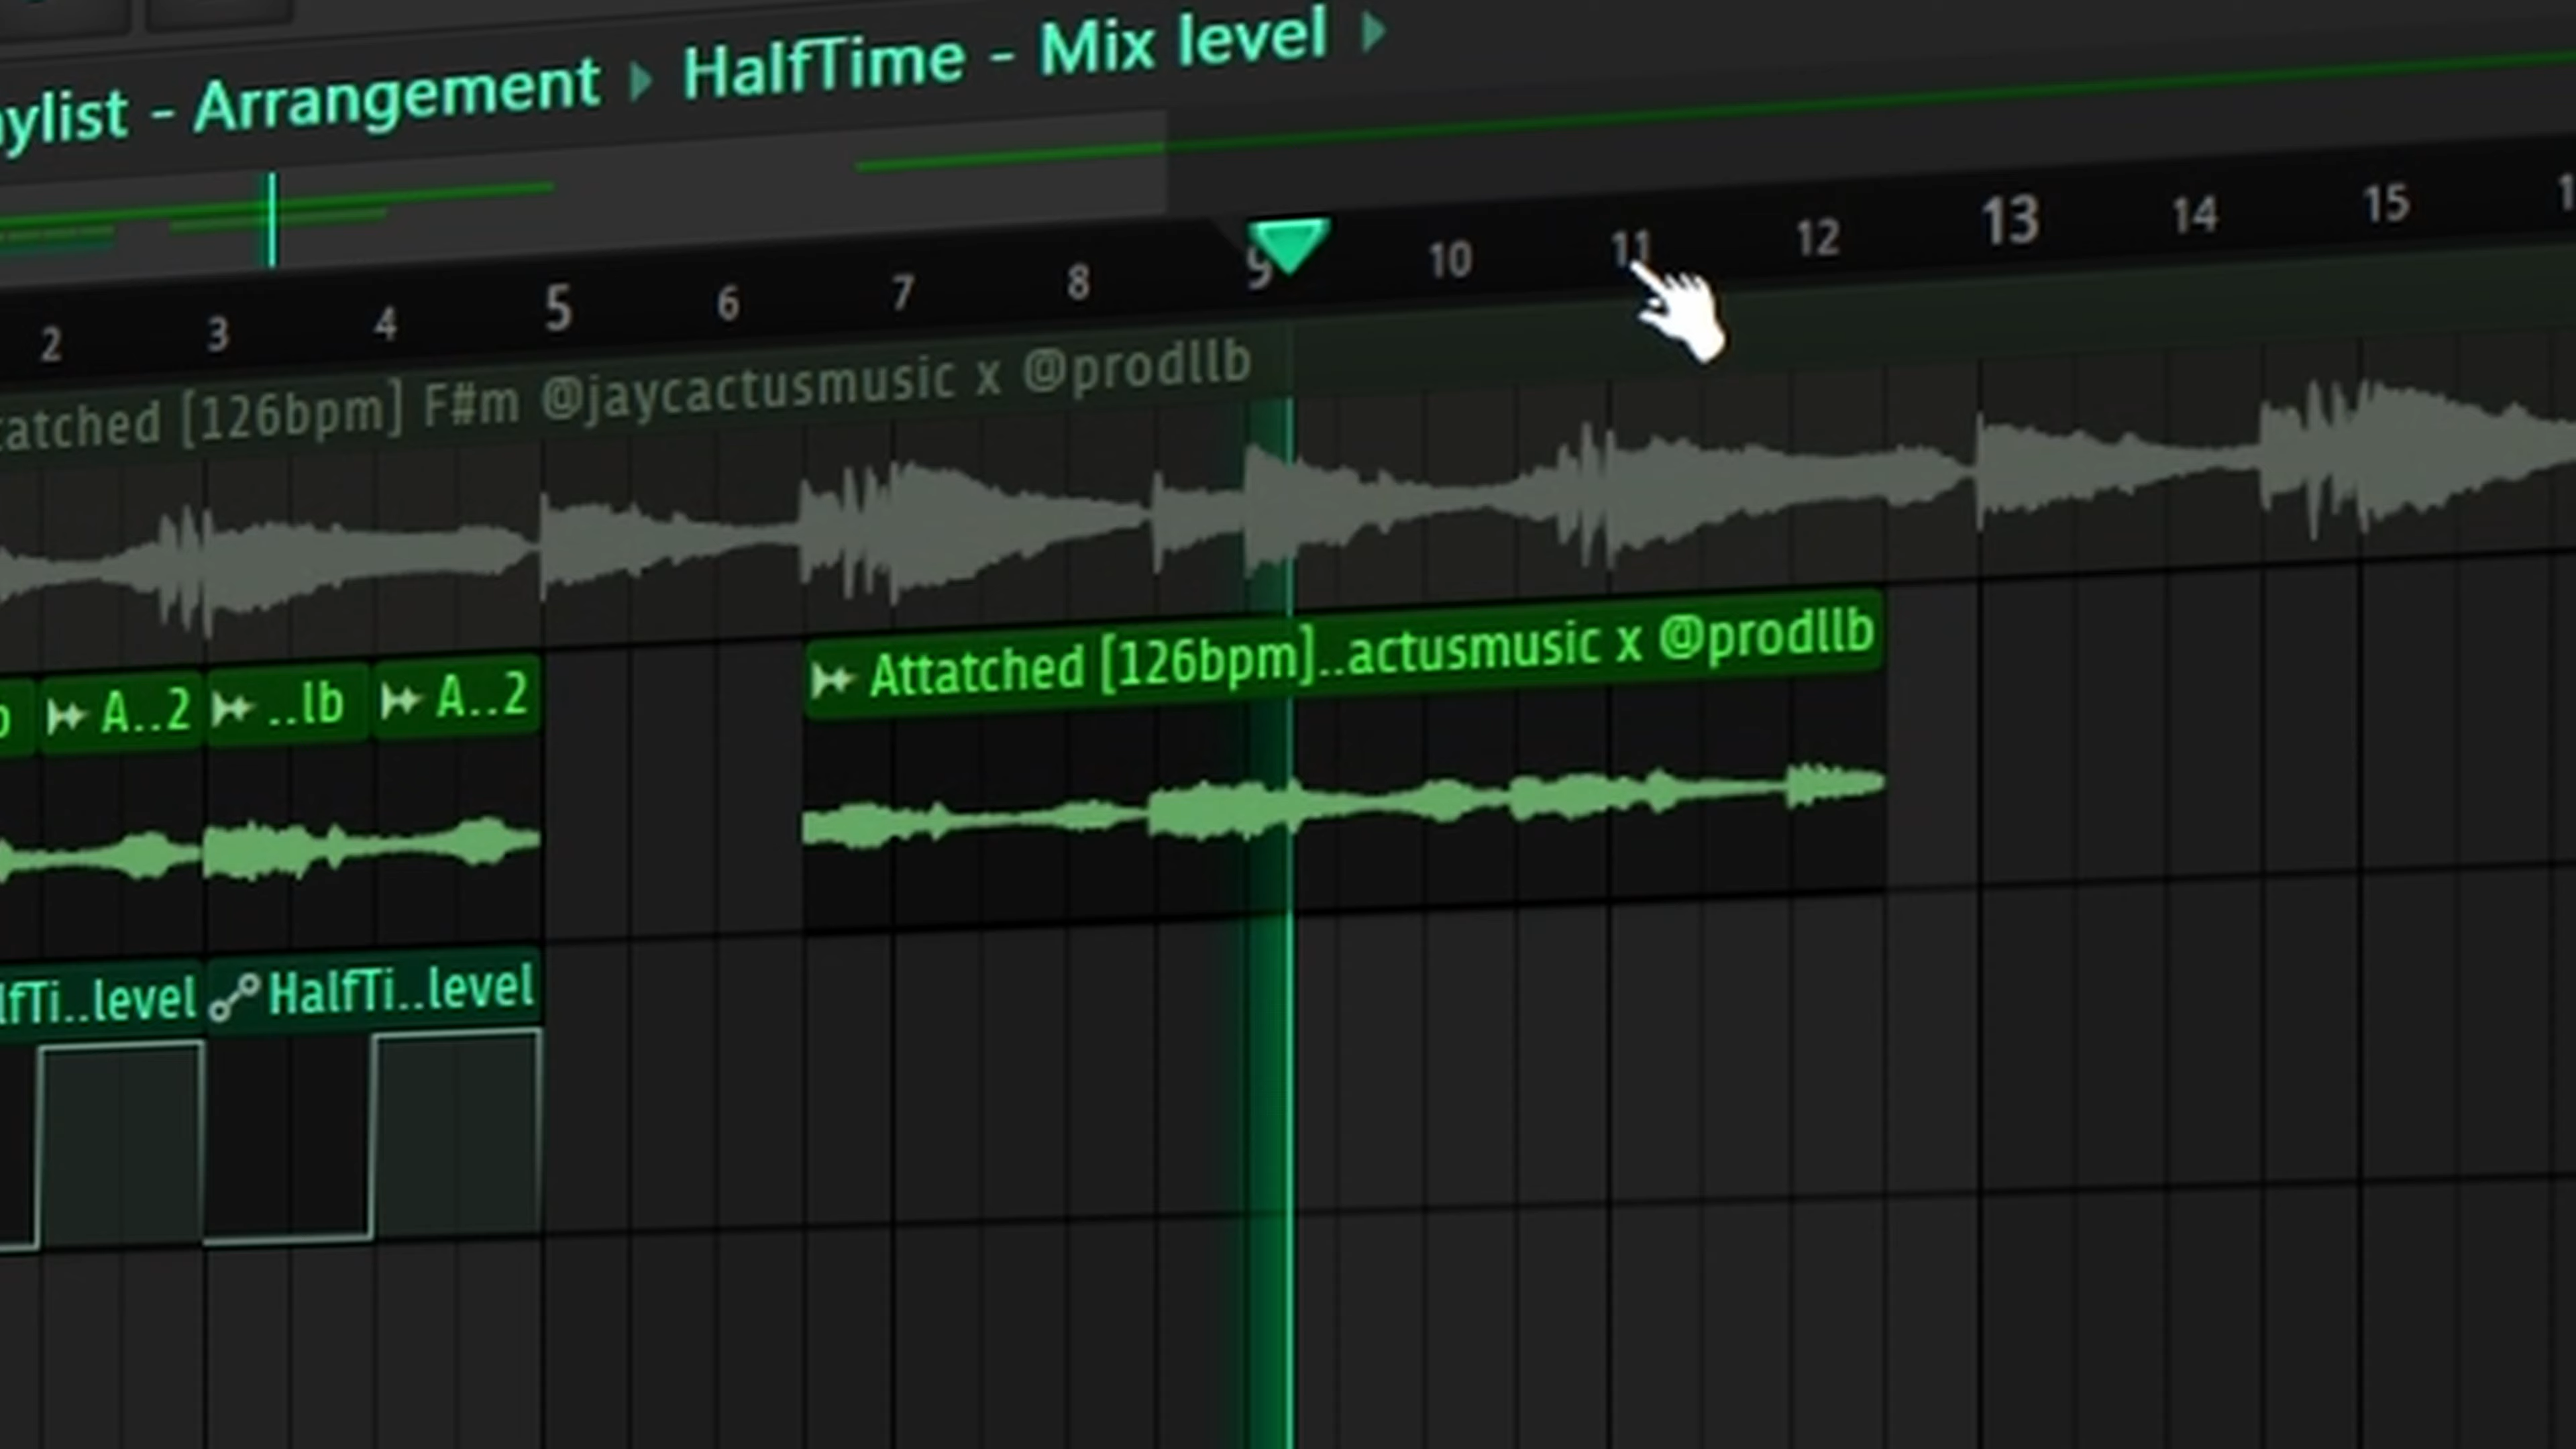 ylist - Arrangement HalfTime - Mix level
2 3 4 5 6 7 8 9 10 11 12 13 14 15
atched [126bpm] F#m @jaycactusmusic x @prodllb
Attatched [126bpm]..actusmusic x @prodllb
A..2 ..lb A..2
lfTi..level HalfTi..level